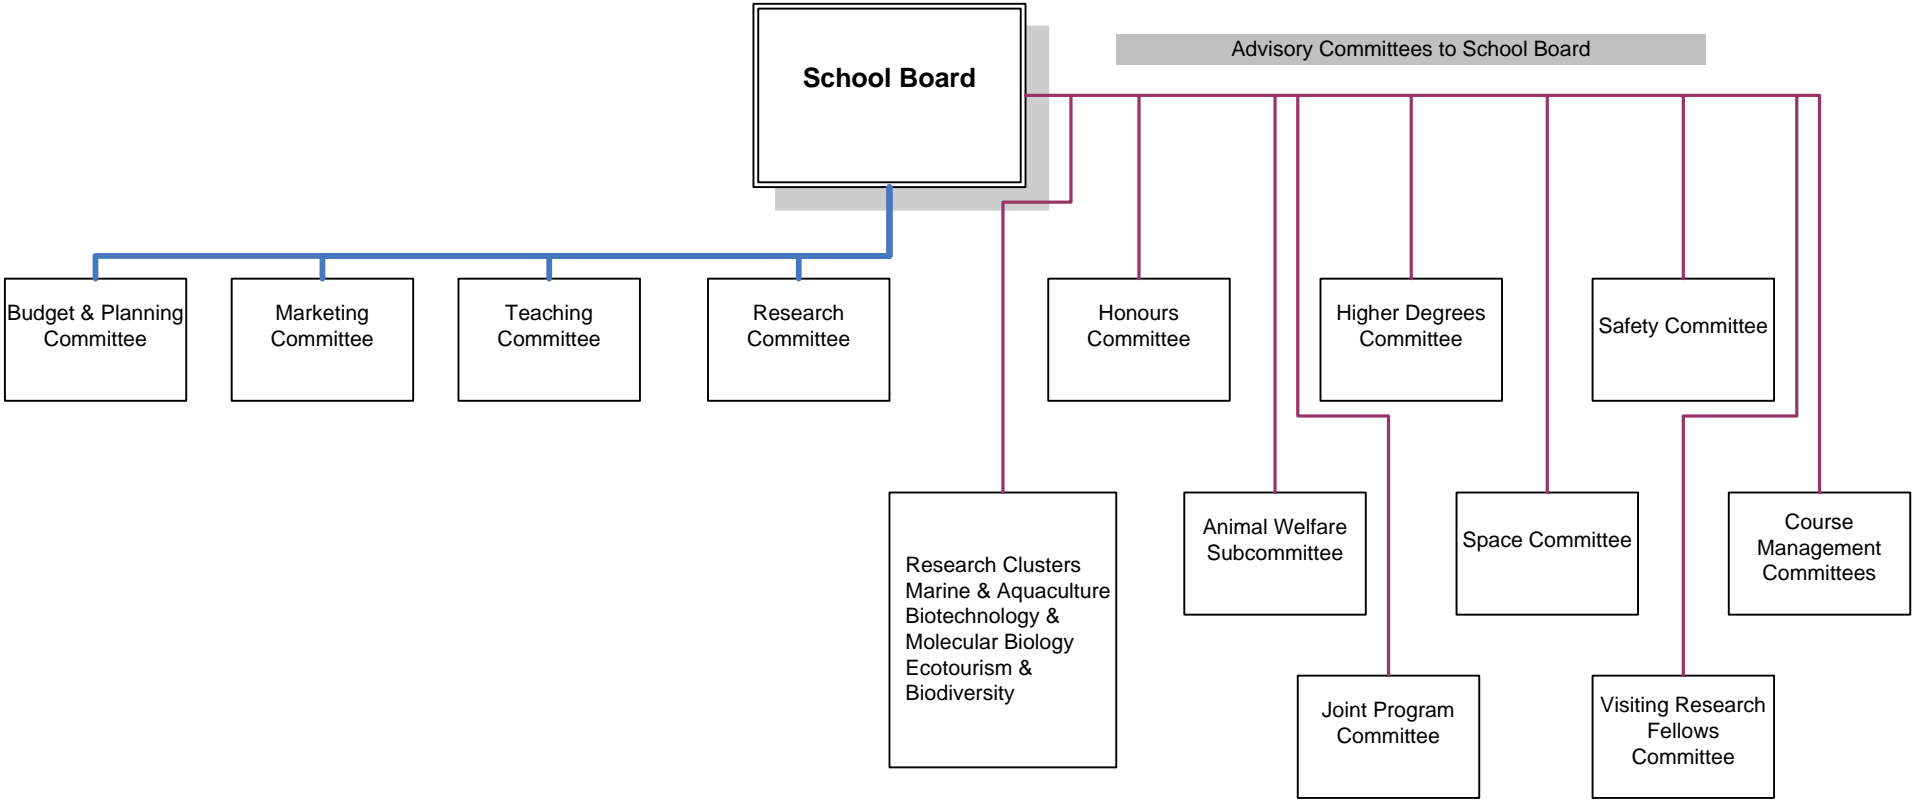 School Board
Advisory Committees to School Board
Budget & Planning
Committee
Marketing
Committee
Teaching
Committee
Research
Committee
Honours
Committee
Higher Degrees
Committee
Safety Committee
Research Clusters
Marine & Aquaculture
Biotechnology &
Molecular Biology
Ecotourism &
Biodiversity
Animal Welfare
Subcommittee
Space Committee
Course
Management
Committees
Joint Program
Committee
Visiting Research
Fellows
Committee